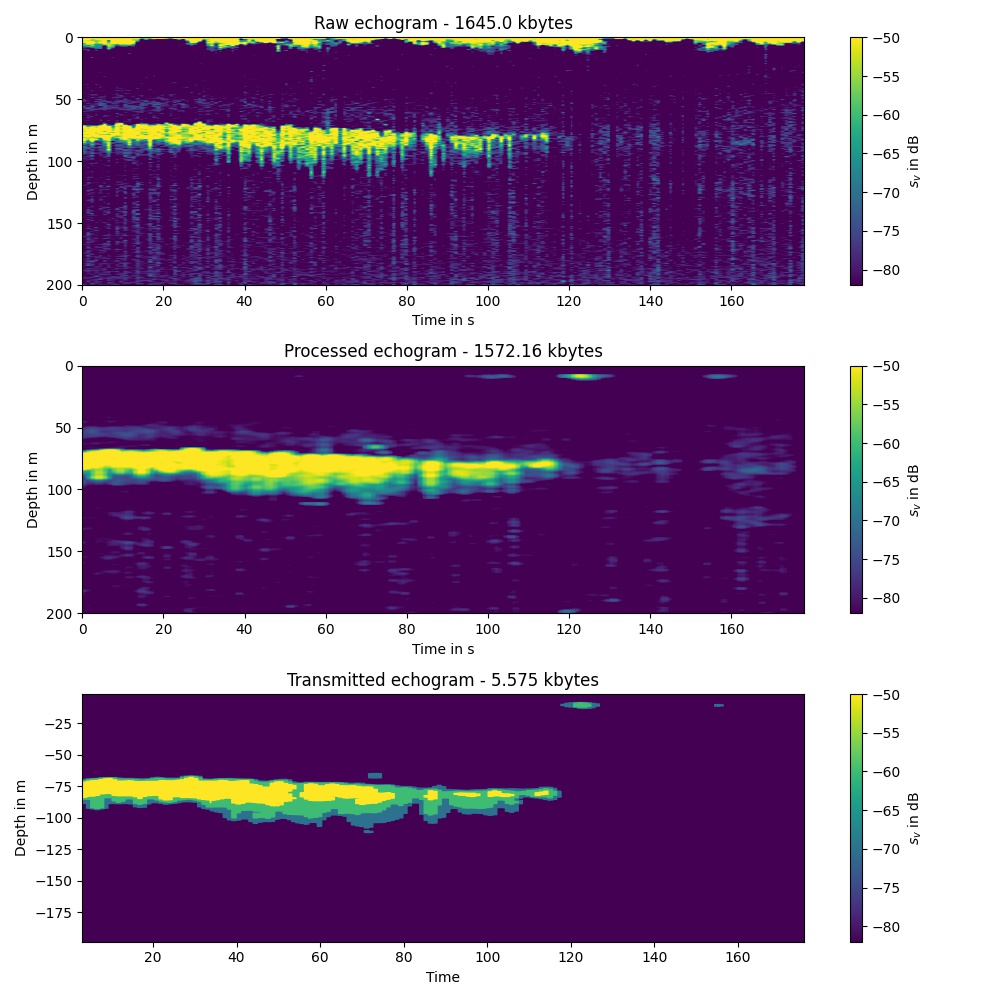 Raw echogram - 1645.0 kbytes
0
50
100
150
200
Depth in m
0 20 40 60 80 100 120 140 160
Time in s
−50
−55
−60
−65
−70
−75
−80
sᵥ in dB
Processed echogram - 1572.16 kbytes
0
50
100
150
200
Depth in m
0 20 40 60 80 100 120 140 160
Time in s
−50
−55
−60
−65
−70
−75
−80
sᵥ in dB
Transmitted echogram - 5.575 kbytes
−25
−50
−75
−100
−125
−150
−175
Depth in m
20 40 60 80 100 120 140 160
Time
−50
−55
−60
−65
−70
−75
−80
sᵥ in dB